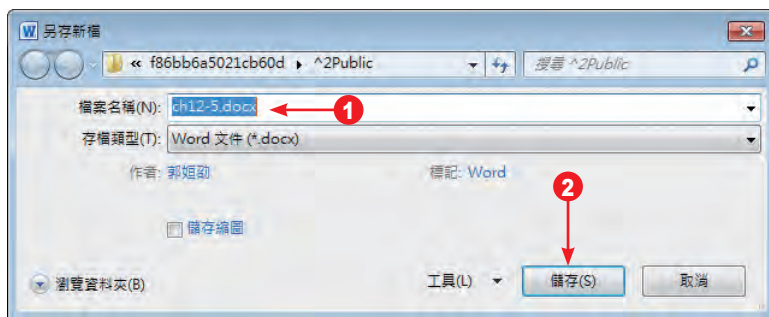 另存新檔
« f86bb6a5021cb60d ▸ ^2Public 搜尋 ^2Public
檔案名稱(N): ch12-5.docx
1
存檔類型(T): Word 文件 (*.docx)
作者: 郭姮劭 標記: Word
2
儲存縮圖
瀏覽資料夾(B) 工具(L) 儲存(S) 取消